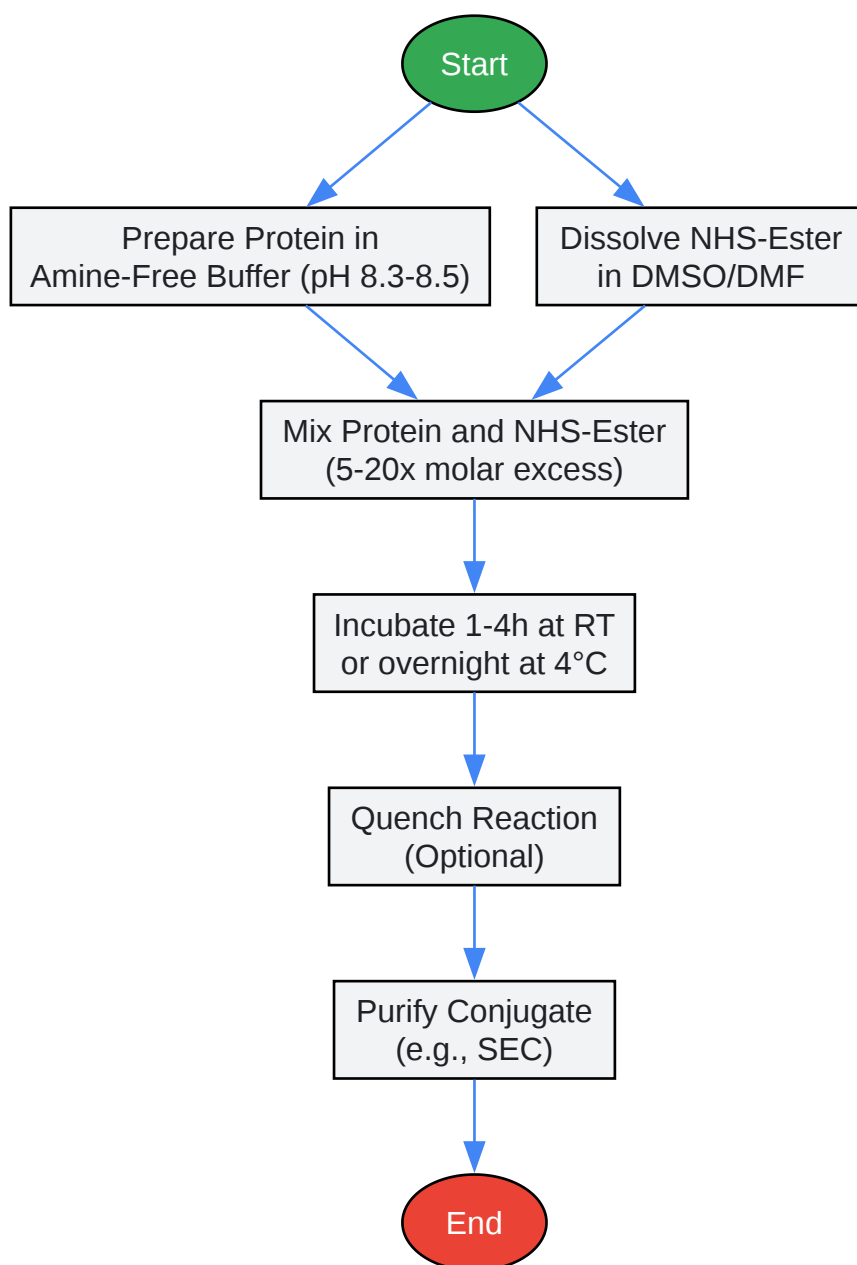 Start
Prepare Protein in
Amine-Free Buffer (pH 8.3-8.5)
Dissolve NHS-Ester
in DMSO/DMF
Mix Protein and NHS-Ester
(5-20x molar excess)
Incubate 1-4h at RT
or overnight at 4°C
Quench Reaction
(Optional)
Purify Conjugate
(e.g., SEC)
End